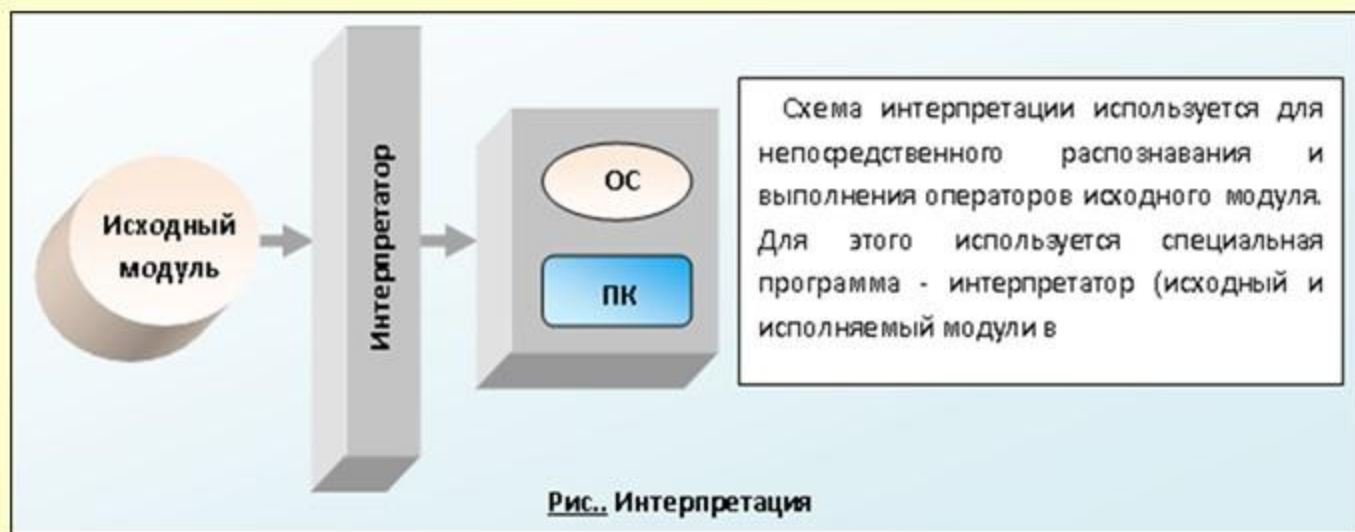 Исходный
модуль
Интерпретатор
ОС
ПК
Схема интерпретации используется для
непосредственного распознавания и
выполнения операторов исходного модуля.
Для этого используется специальная
программа - интерпретатор (исходный и
исполняемый модули в
Рис.. Интерпретация